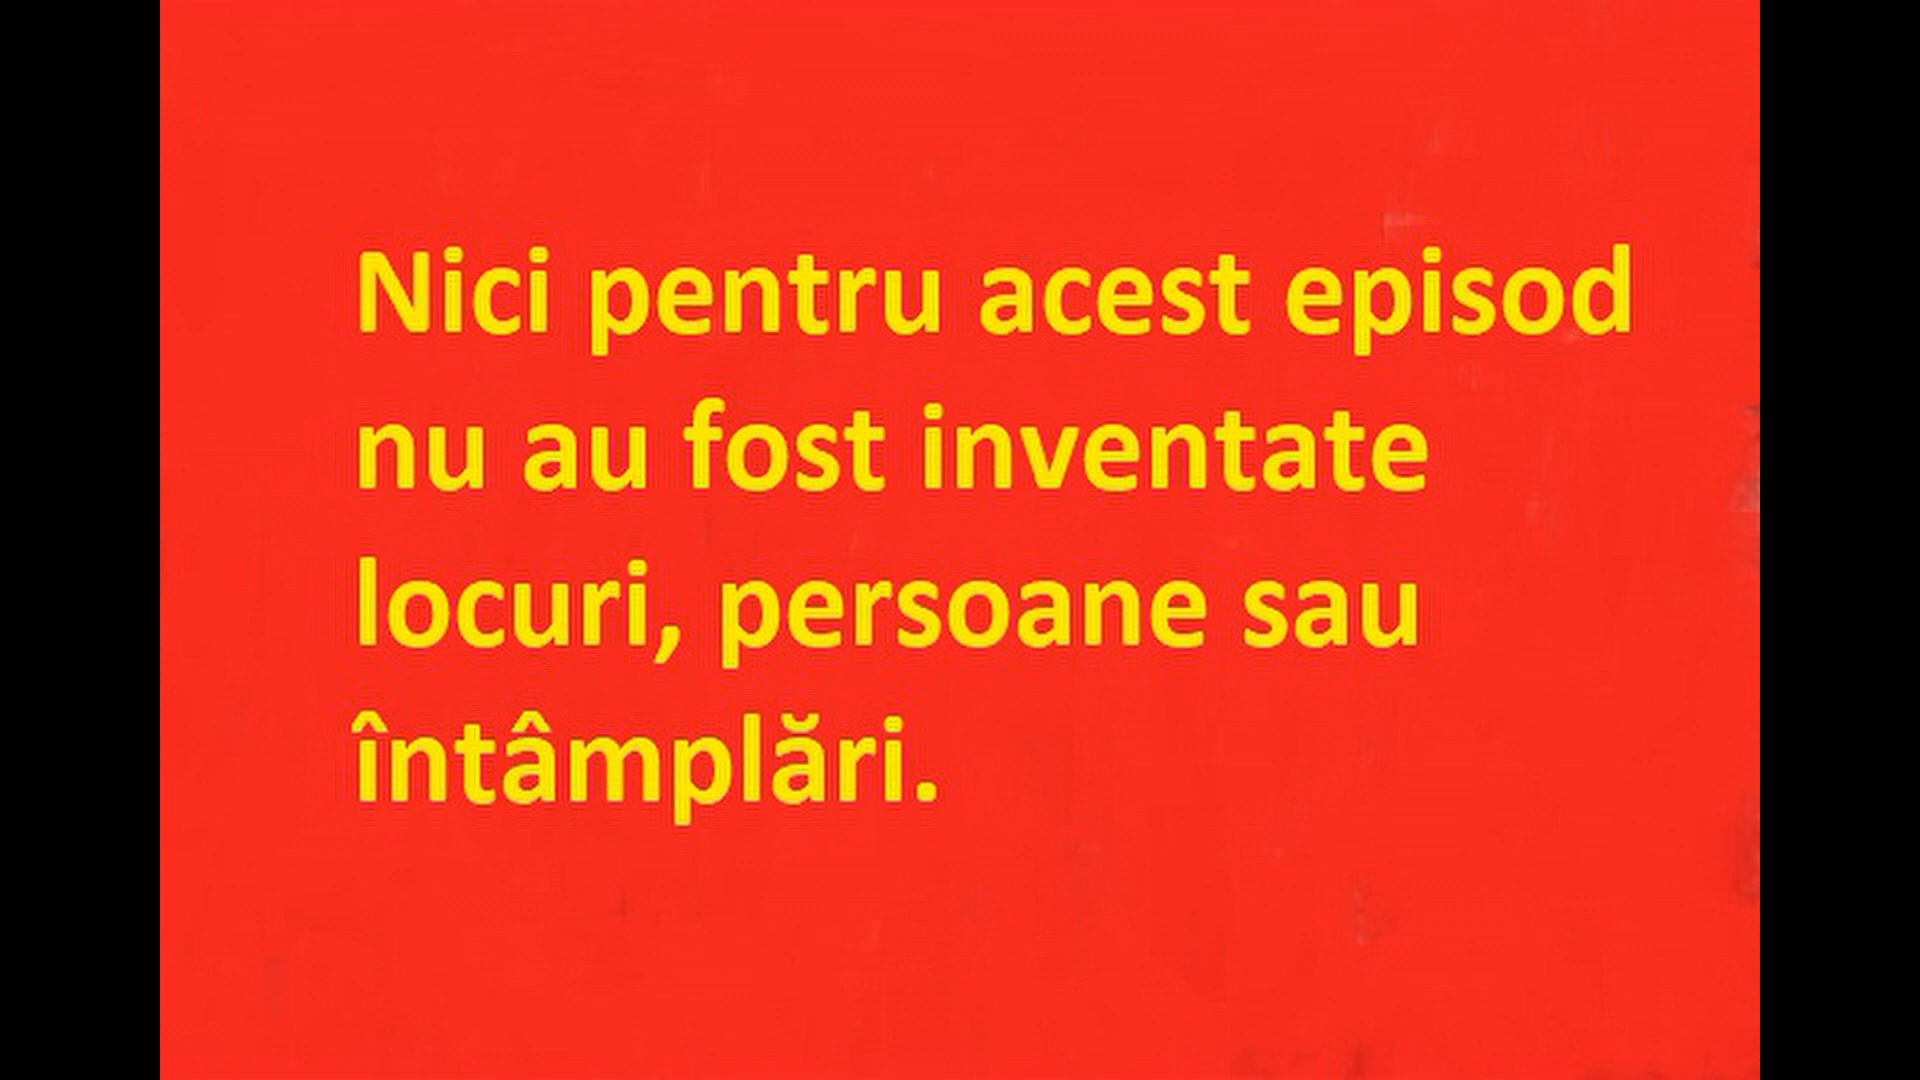 Nici pentru acest episod
nu au fost inventate
locuri, persoane sau
întâmplări.